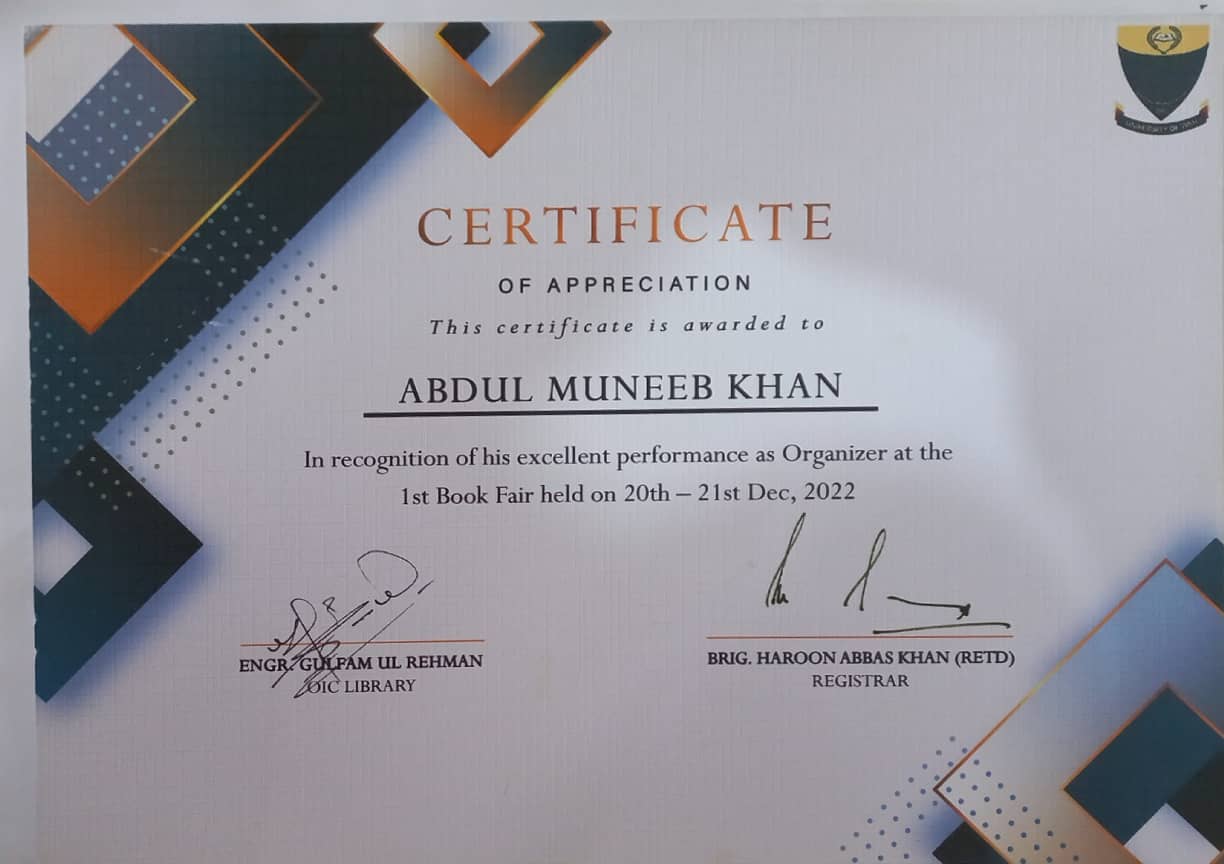 UNIVERSITY OF
CERTIFICATE
OF APPRECIATION
This certificate is awarded to
ABDUL MUNEEB KHAN
In recognition of his excellent performance as Organizer at the
1st Book Fair held on 20th – 21st Dec, 2022
ENGR. GULFAM UL REHMAN
OIC LIBRARY
BRIG. HAROON ABBAS KHAN (RETD)
REGISTRAR